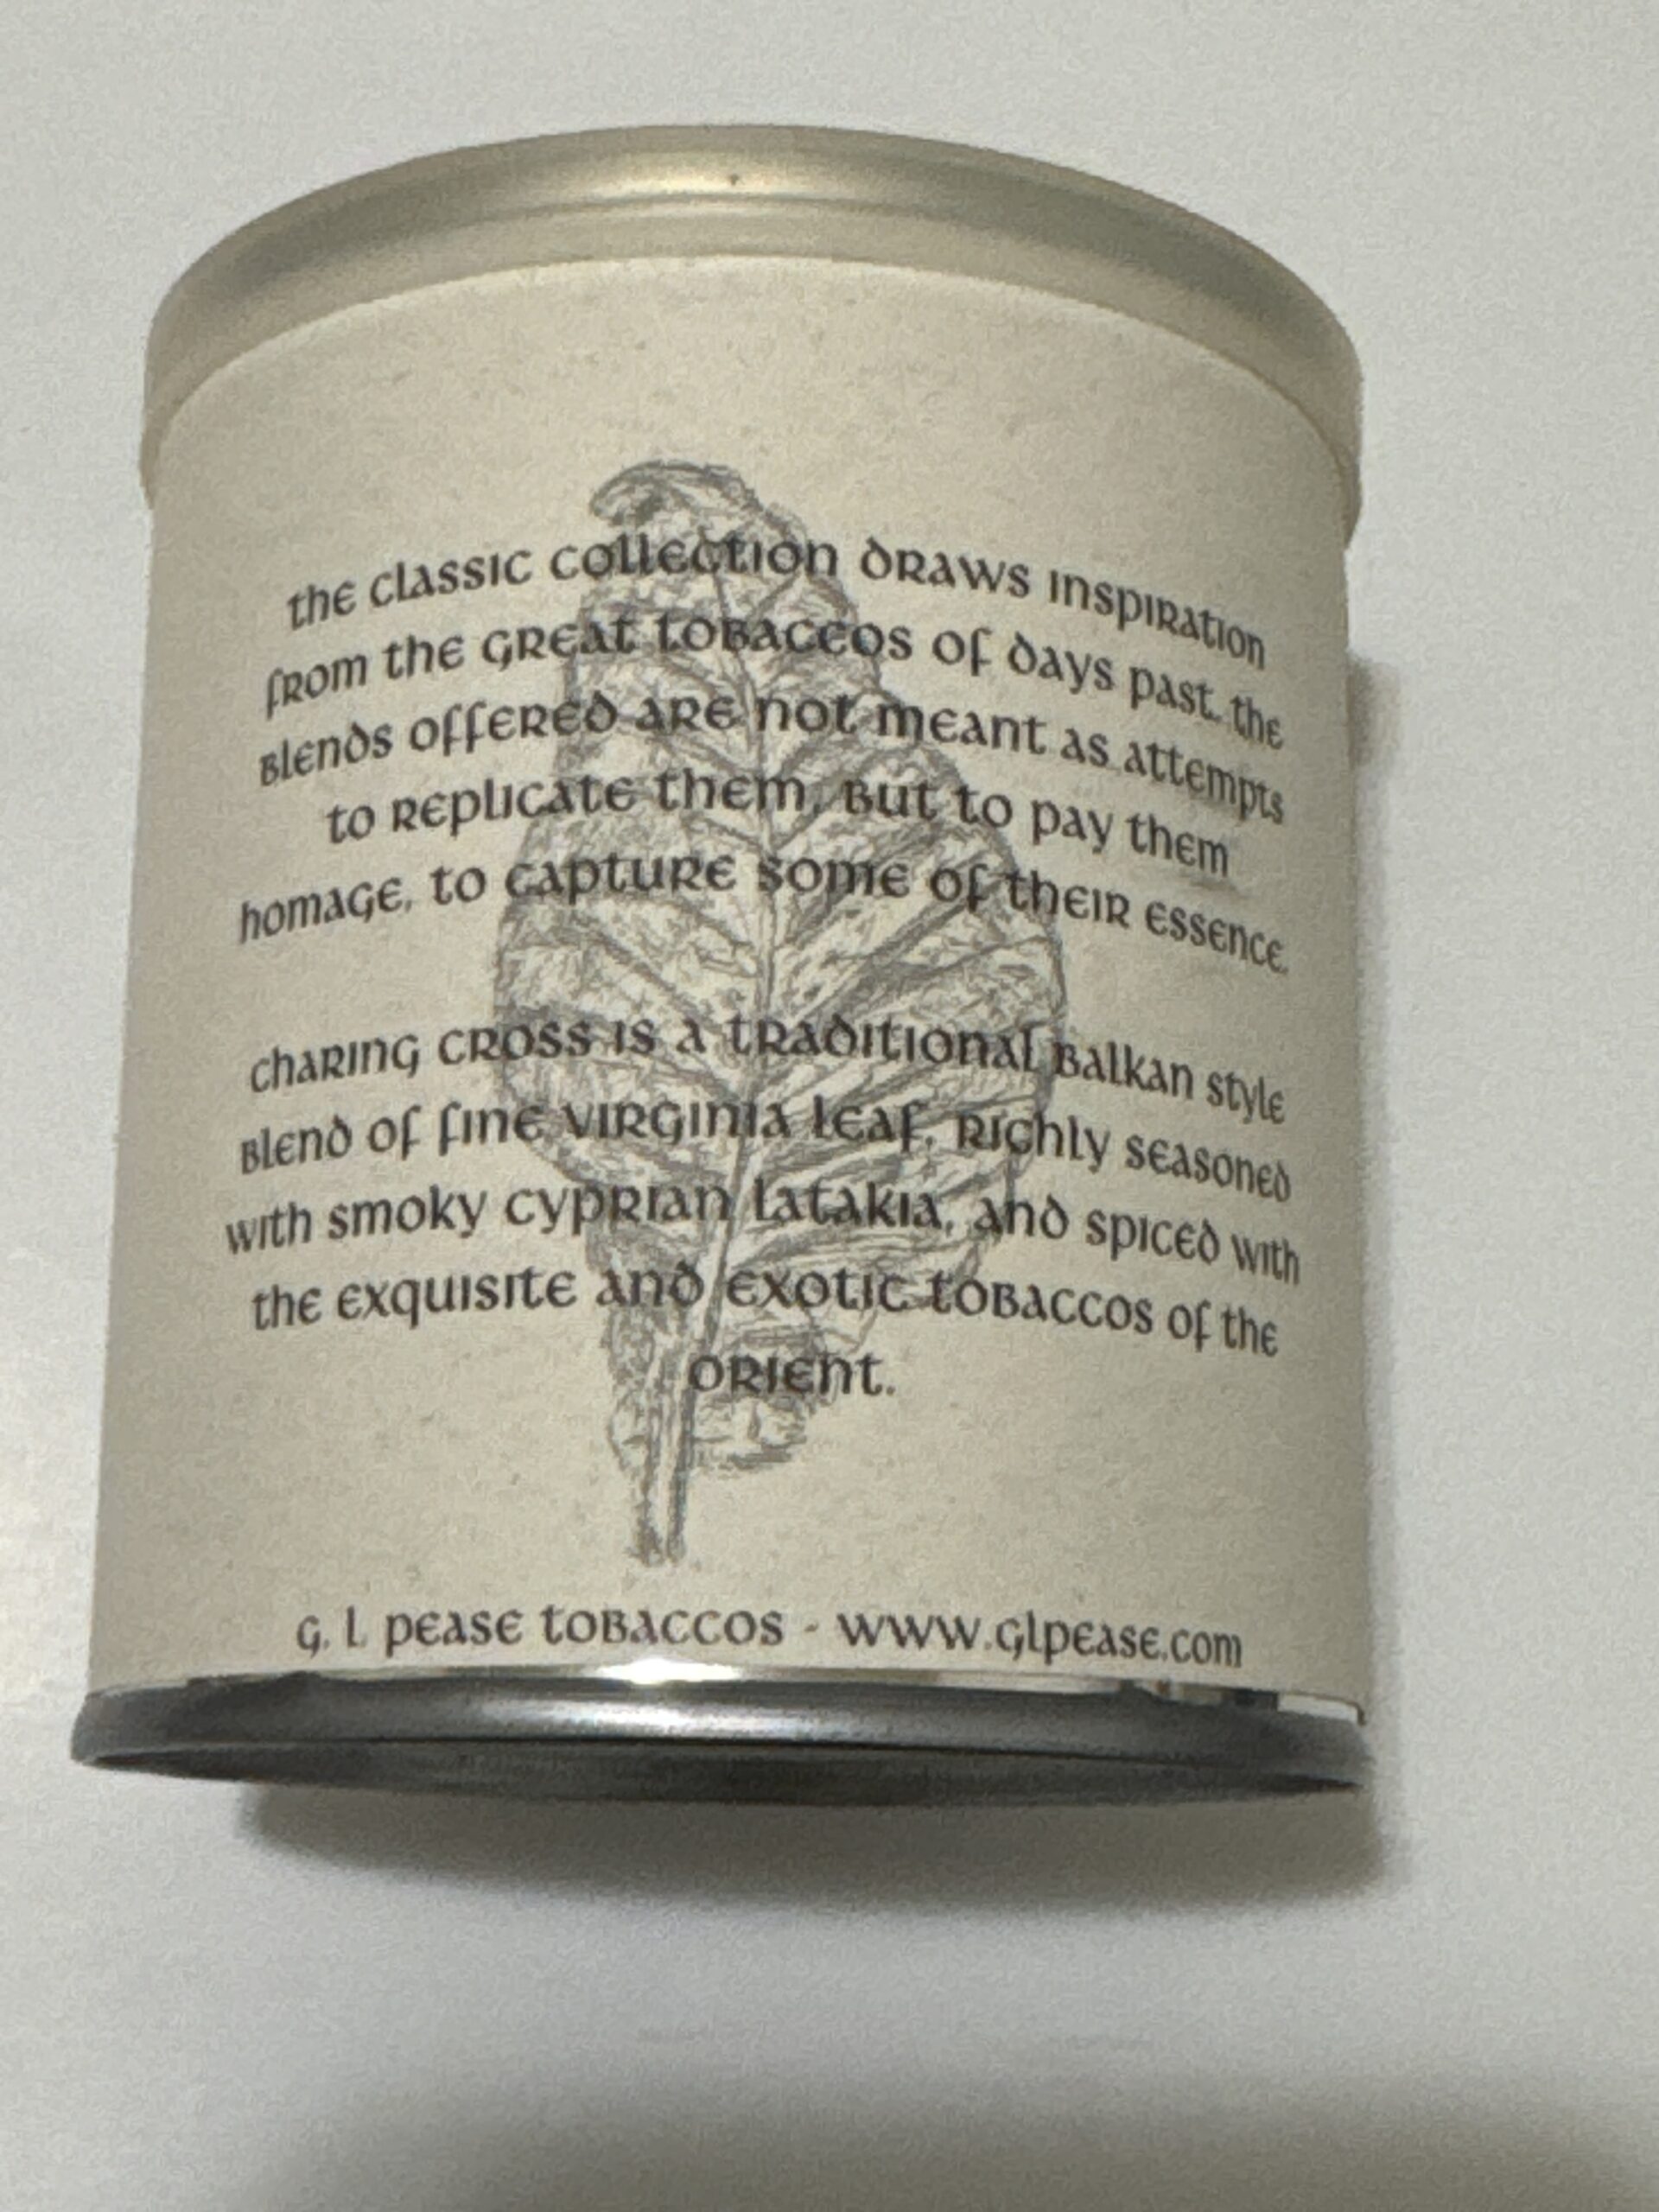 the classic collection draws inspiration
from the great tobaccos of days past. the
blends offered are not meant as attempts
to replicate them, but to pay them
homage, to capture some of their essence.
charing cross is a traditional balkan style
blend of fine virginia leaf, richly seasoned
with smoky cyprian latakia, and spiced with
the exquisite and exotic tobaccos of the
orient.
g. l. pease tobaccos - www.glpease.com